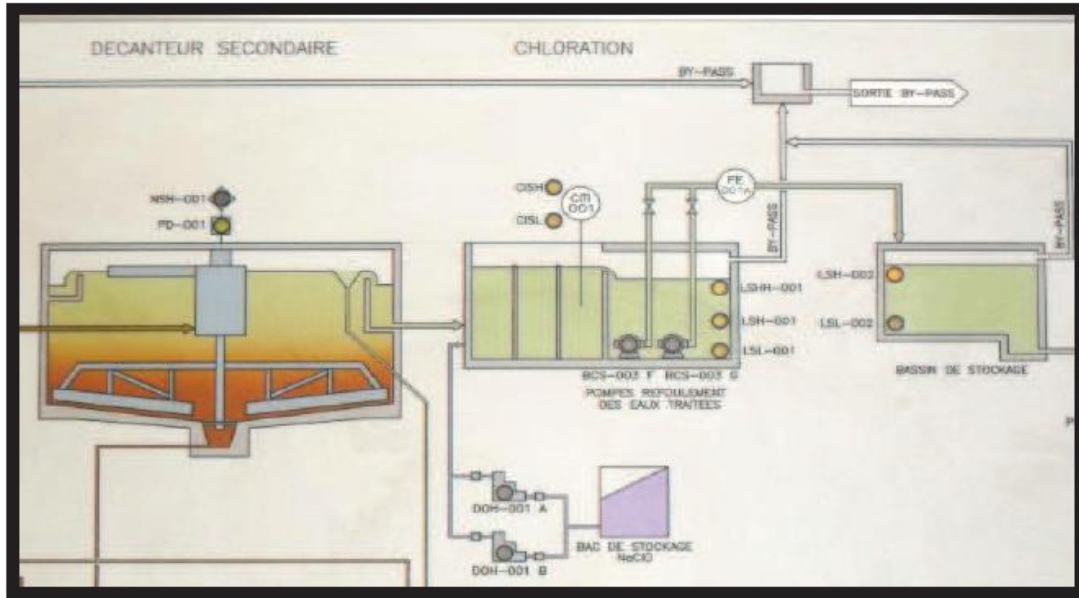 DECANTEUR SECONDAIRE
CHLORATION
BY-PASS
SORTIE BY-PASS
NSH-001
PD-001
CISH
CISL
CITI
001
FE
001A
BY-PASS
BY-PASS
LSHH-001
LSH-001
LSL-001
LSH-002
LSL-002
BCS-003 F
BCS-003 G
POMPES REFOULEMENT
DES EAUX TRAITEES
BASSIN DE STOCKAGE
DOH-001 A
DOH-001 B
BAC DE STOCKAGE
NaClO
P